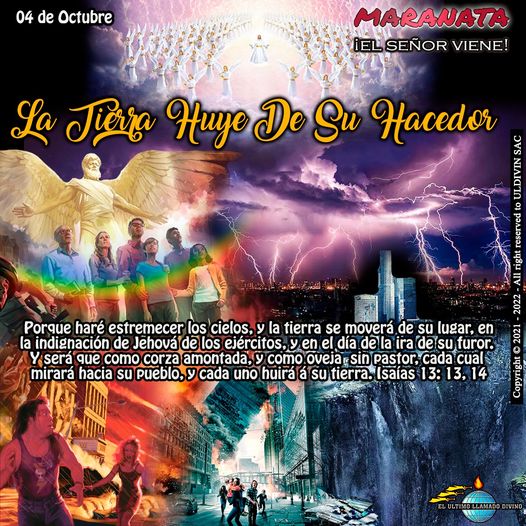 04 de Octubre
MARANATA
¡EL SEÑOR VIENE!
La Tierra Huye De Su Hacedor
Porque haré estremecer los cielos, y la tierra se moverá de su lugar, en
la indignación de Jehová de los ejércitos, y en el día de la ira de su furor.
Y será que como corza amontada, y como oveja sin pastor, cada cual
mirará hacia su pueblo, y cada uno huirá á su tierra. Isaías 13: 13, 14
Copyright © 2021 - 2022 - All right reserved to ULDIVIN SAC
EL ULTIMO LLAMADO DIVINO